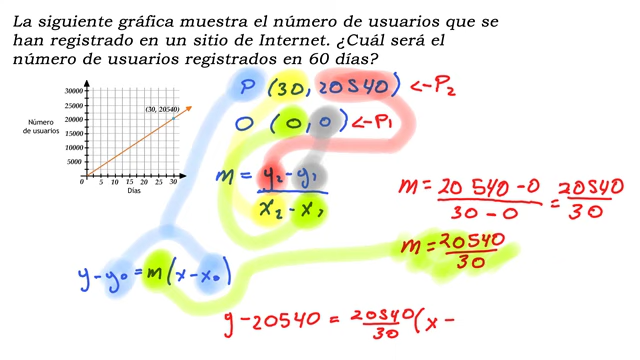 La siguiente gráfica muestra el número de usuarios que se
han registrado en un sitio de Internet. ¿Cuál será el
número de usuarios registrados en 60 días?
30000
25000
20000
15000
10000
5000
0 5 10 15 20 25 30
Número
de usuarios
Días
(30, 20540)
P (30, 20540) <-P₂
O (0, 0) <-P₁
m = y₂-y₁
x₂-x₁
m = 20540-0 = 20540
30-0 30
m = 20540
30
y-y₀ = m(x-x₀)
y-20540 = 20540 (x-
30